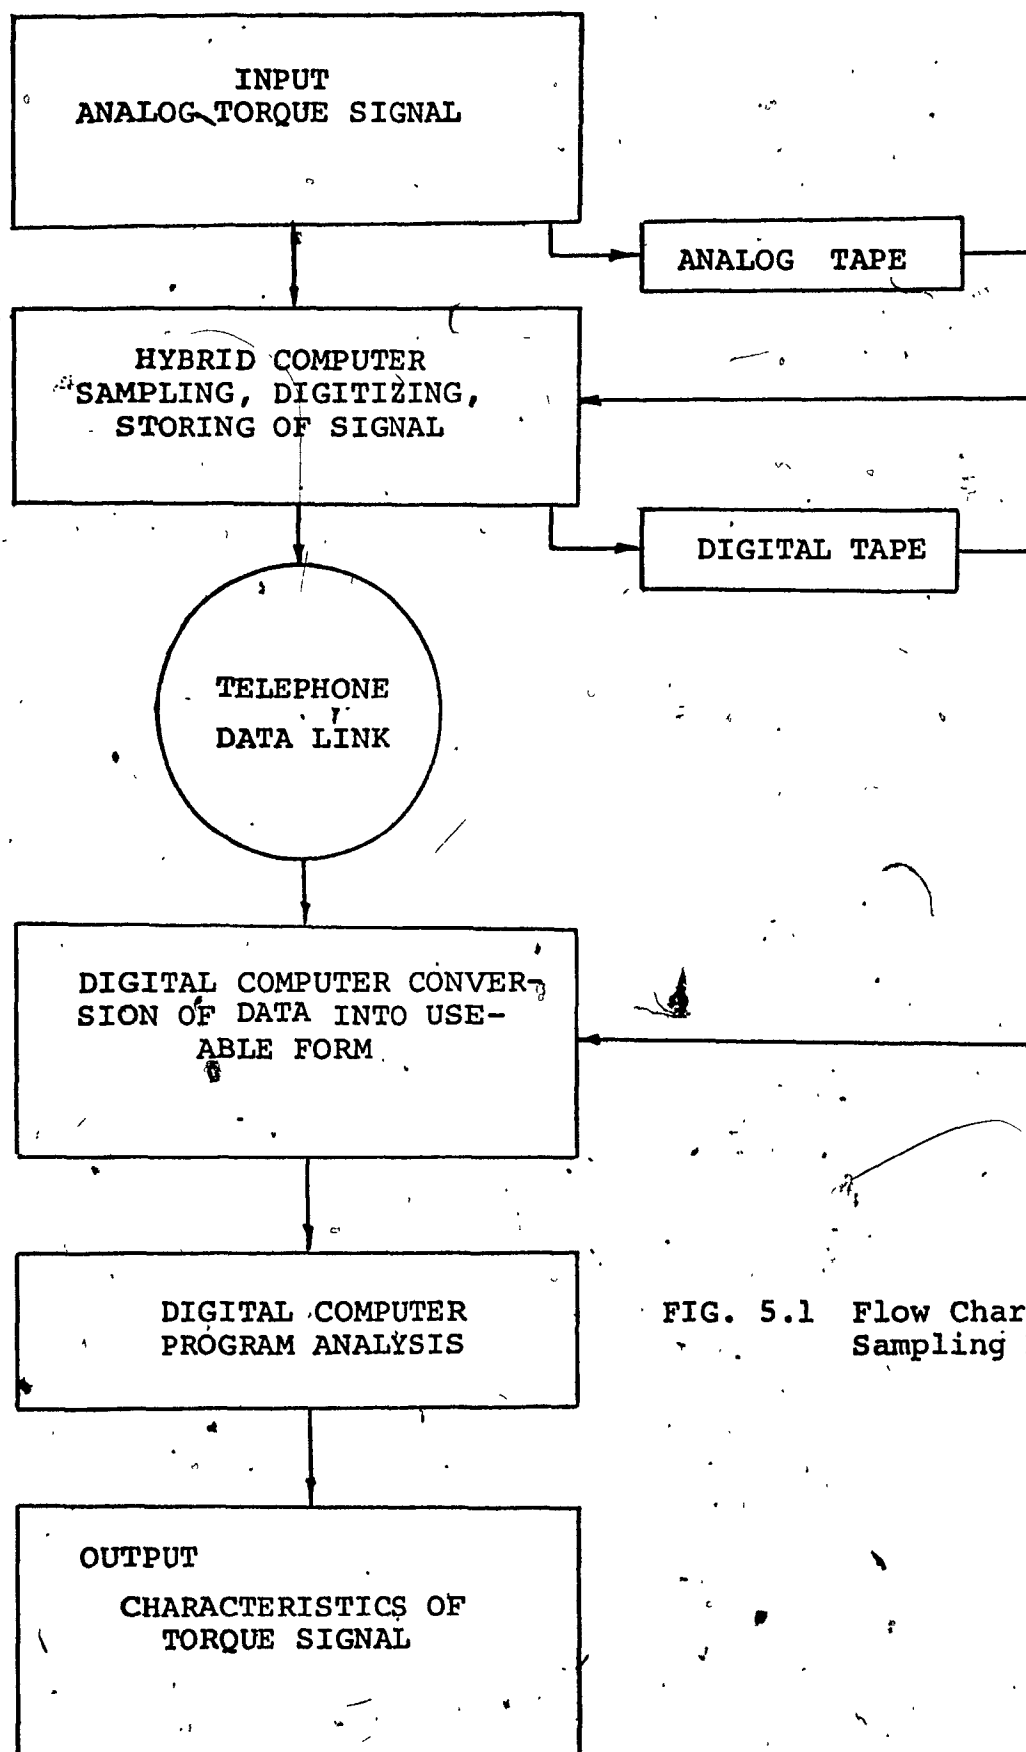 INPUT
ANALOG TORQUE SIGNAL
ANALOG TAPE
HYBRID COMPUTER
SAMPLING, DIGITIZING,
STORING OF SIGNAL
DIGITAL TAPE
TELEPHONE
DATA LINK
DIGITAL COMPUTER CONVER-
SION OF DATA INTO USE-
ABLE FORM
DIGITAL COMPUTER
PROGRAM ANALYSIS
FIG. 5.1 Flow Char
Sampling
OUTPUT
CHARACTERISTICS OF
TORQUE SIGNAL